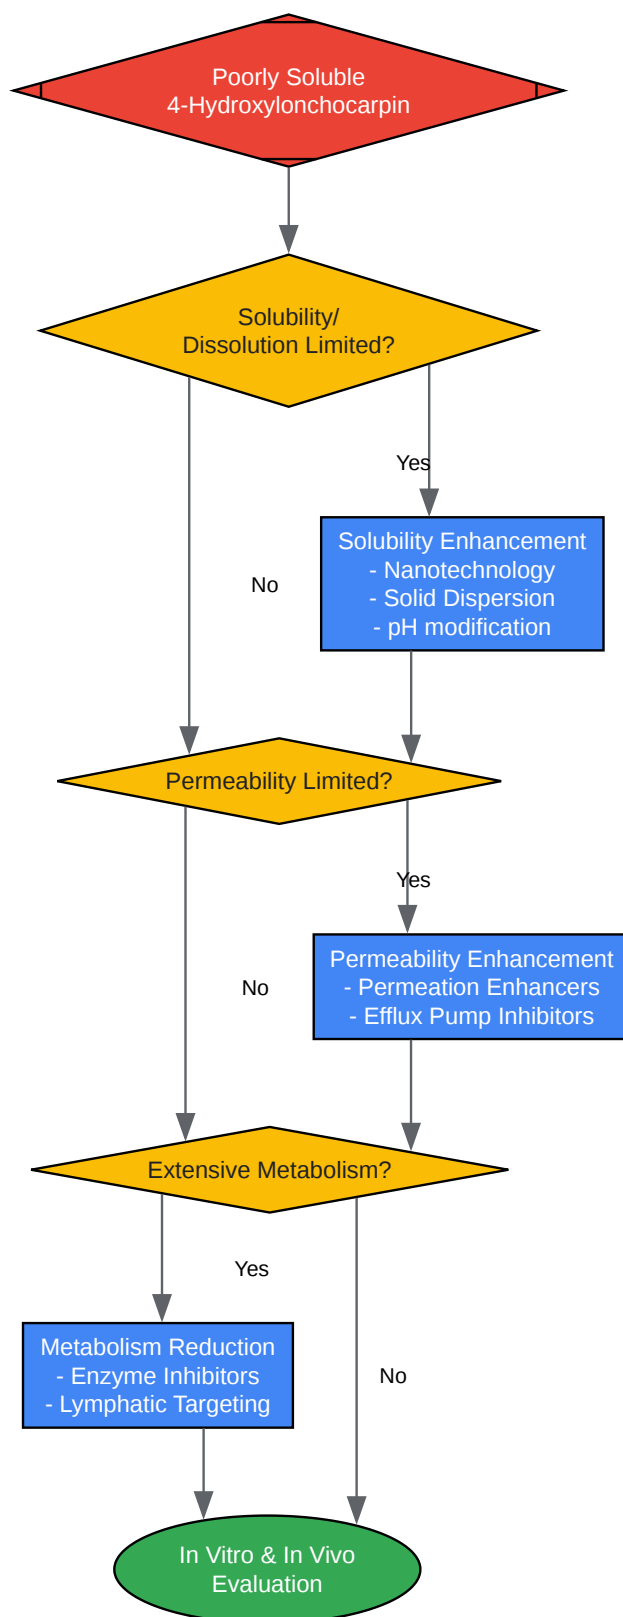 Poorly Soluble
4-Hydroxylonchocarpin
Solubility/
Dissolution Limited?
Yes
Solubility Enhancement
- Nanotechnology
- Solid Dispersion
- pH modification
No
Permeability Limited?
Yes
Permeability Enhancement
- Permeation Enhancers
- Efflux Pump Inhibitors
No
Extensive Metabolism?
Yes
Metabolism Reduction
- Enzyme Inhibitors
- Lymphatic Targeting
No
In Vitro & In Vivo
Evaluation